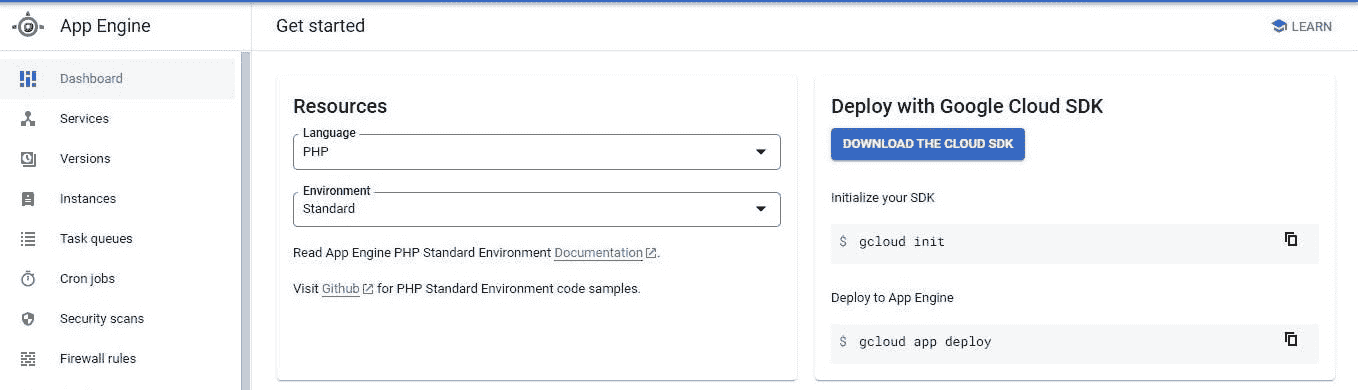 App Engine
Get started
LEARN
Dashboard
Services
Versions
Instances
Task queues
Cron jobs
Security scans
Firewall rules
Resources
Language
PHP
Environment
Standard
Read App Engine PHP Standard Environment Documentation.
Visit Github for PHP Standard Environment code samples.
Deploy with Google Cloud SDK
DOWNLOAD THE CLOUD SDK
Initialize your SDK
$ gcloud init
Deploy to App Engine
$ gcloud app deploy